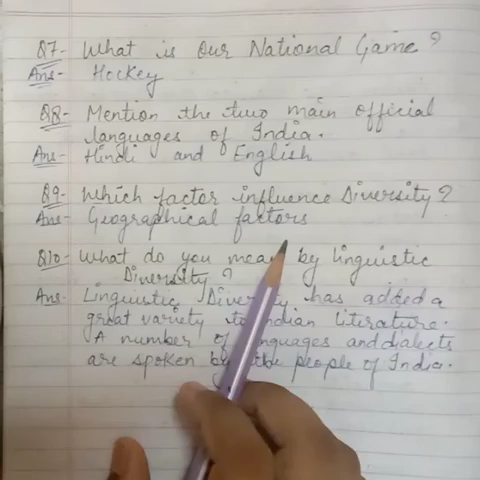 Q7- What is Our National Game?
Ans- Hockey
Q8- Mention the two main official
languages of India.
Ans- Hindi and English
Q9- Which factor influence Diversity?
Ans- Geographical factors
Q10- What do you mean by linguistic
Diversity?
Ans- Linguistic Diversity has added a
great variety to Indian literature.
A number of languages and dialects
are spoken by the people of India.